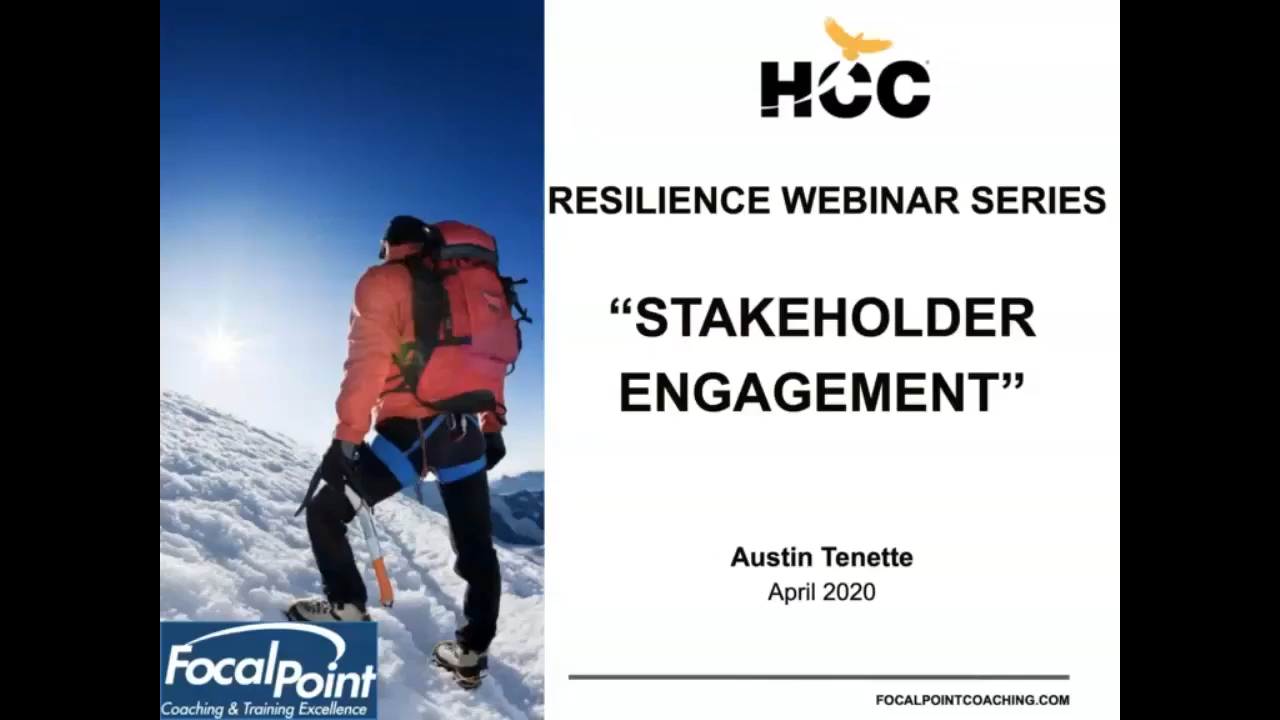 HCC
RESILIENCE WEBINAR SERIES
“STAKEHOLDER
ENGAGEMENT”
Austin Tenette
April 2020
FocalPoint
Coaching & Training Excellence
FOCALPOINTCOACHING.COM